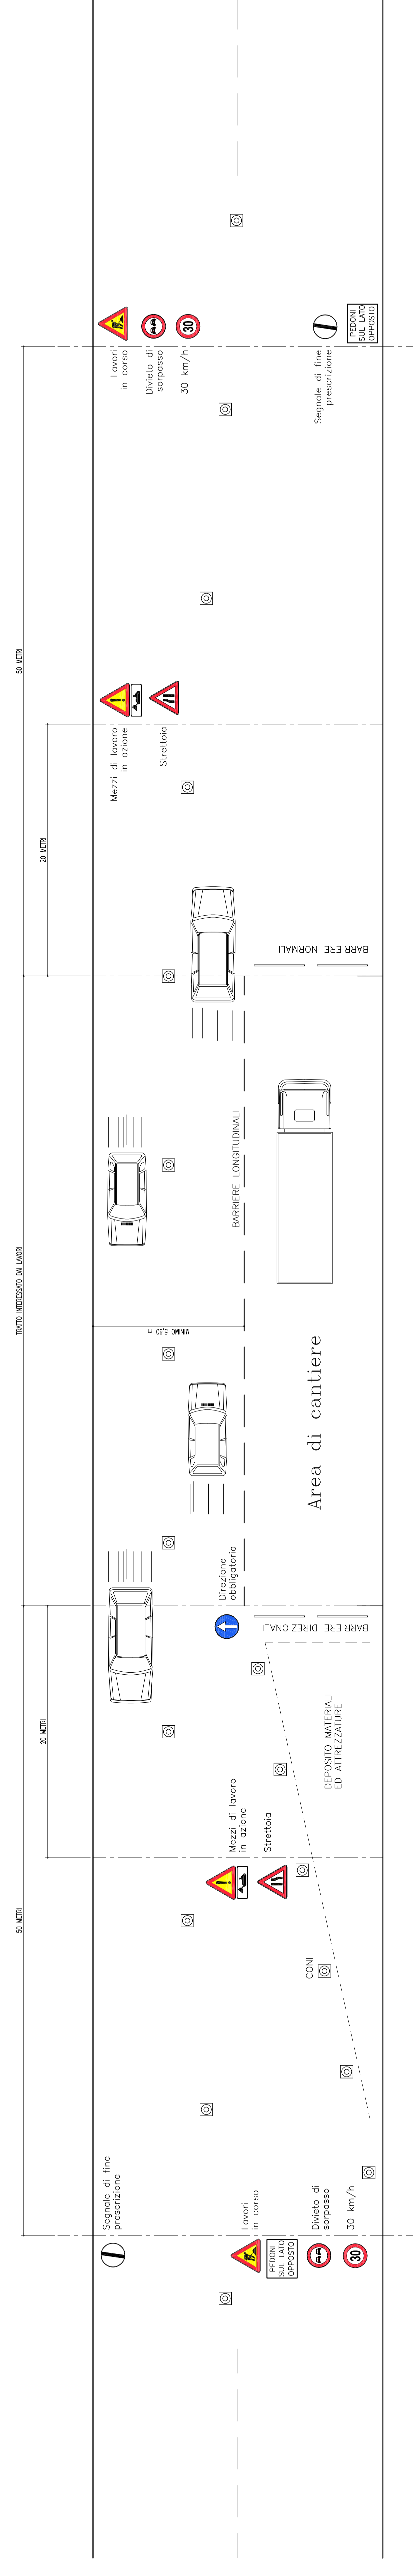 PEDONI
SUL LATO
OPPOSTO
30
Lavori
in corso
Divieto di
sorpasso
30 km/h
Segnale di fine
prescrizione
50 METRI
Mezzi di lavoro
in azione
Strettoia
20 METRI
BARRIERE NORMALI
BARRIERE LONGITUDINALI
TRATTO INTERESSATO DAI LAVORI
MINIMO 5,60 m
Area di cantiere
Direzione
obbligatoria
BARRIERE DIREZIONALI
20 METRI
DEPOSITO MATERIALI
ED ATTREZZATURE
Mezzi di lavoro
in azione
Strettoia
50 METRI
CONI
Segnale di fine
prescrizione
Lavori
in corso
Divieto di
sorpasso
30 km/h
PEDONI
SUL LATO
OPPOSTO
30